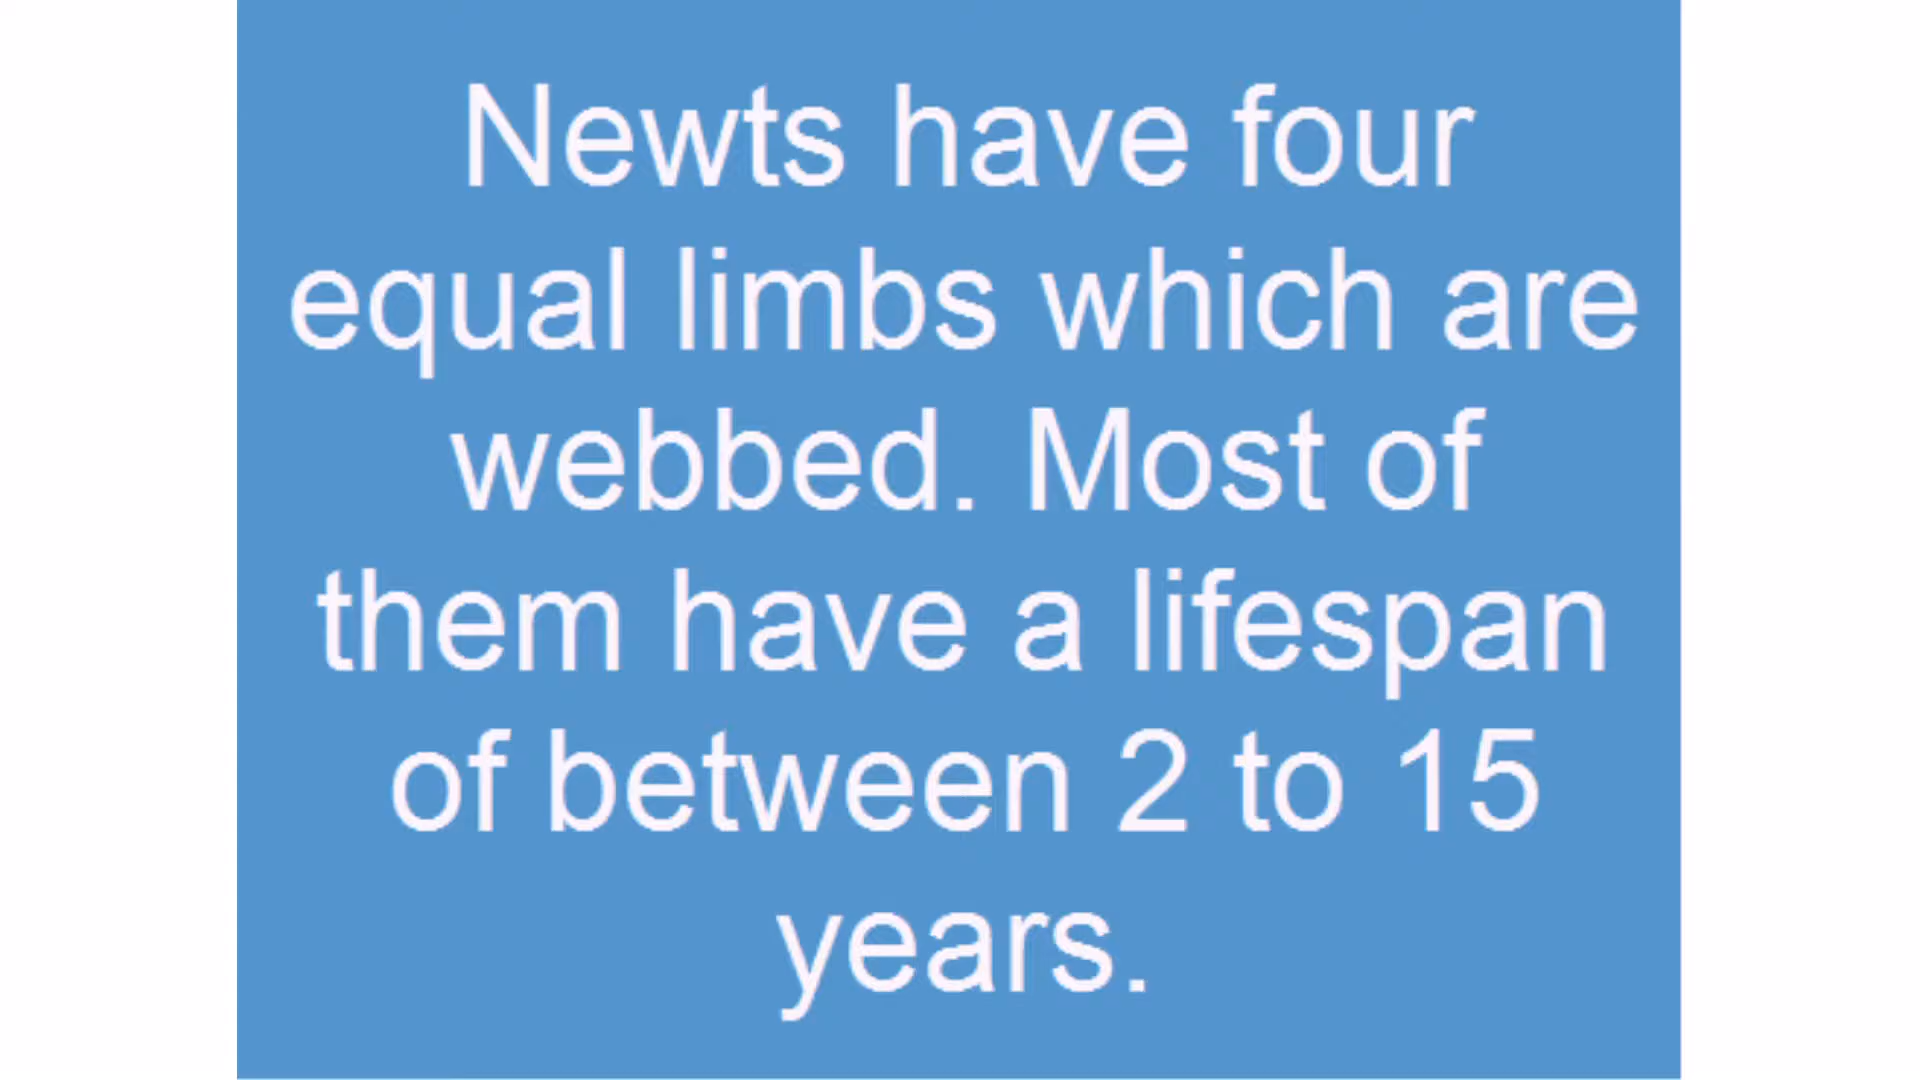 Newts have four
equal limbs which are
webbed. Most of
them have a lifespan
of between 2 to 15
years.